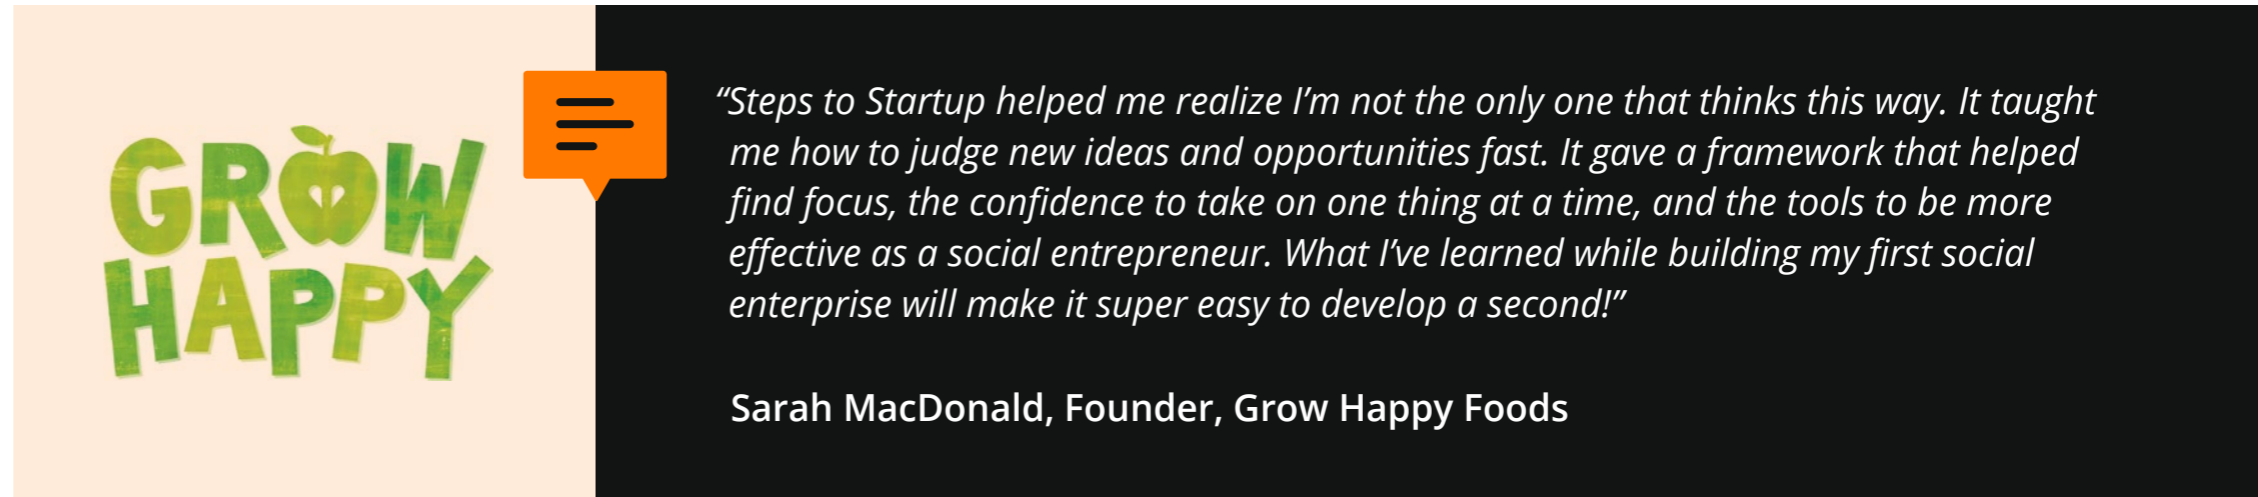 GROW
HAPPY
“Steps to Startup helped me realize I’m not the only one that thinks this way. It taught
me how to judge new ideas and opportunities fast. It gave a framework that helped
find focus, the confidence to take on one thing at a time, and the tools to be more
effective as a social entrepreneur. What I’ve learned while building my first social
enterprise will make it super easy to develop a second!”
Sarah MacDonald, Founder, Grow Happy Foods